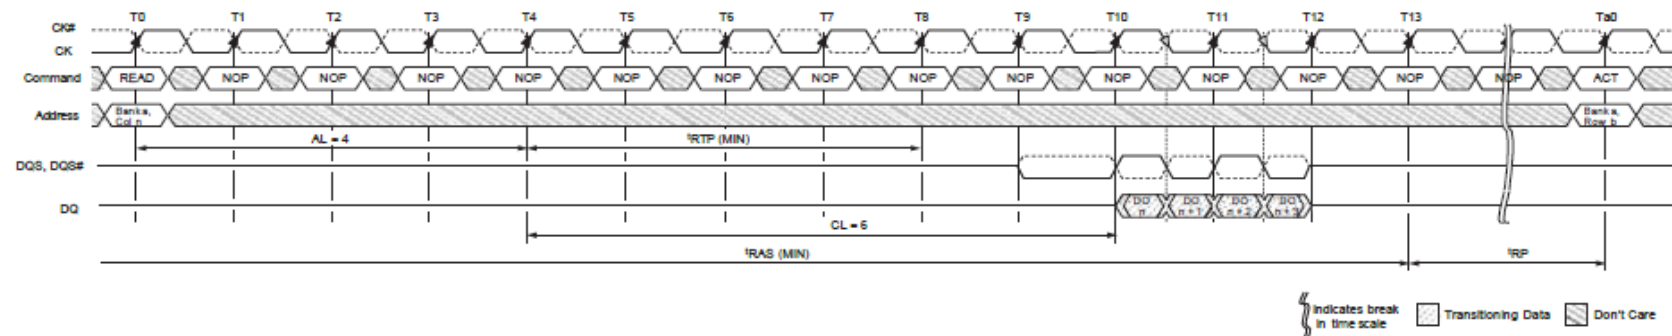 T0 T1 T2 T3 T4 T5 T6 T7 T8 T9 T10 T11 T12 T13 Ta0
CK#
CK
Command READ NOP NOP NOP NOP NOP NOP NOP NOP NOP NOP NOP NOP NOP NOP ACT
Address Bank a, Bank a,
Col n Row b
AL = 4 tRTP (MIN)
DQS, DQS#
DQ DO DO DO DO
n n + 1 n + 2 n + 3
CL = 6
tRAS (MIN) tRP
Indicates break
in time scale Transitioning Data Don't Care